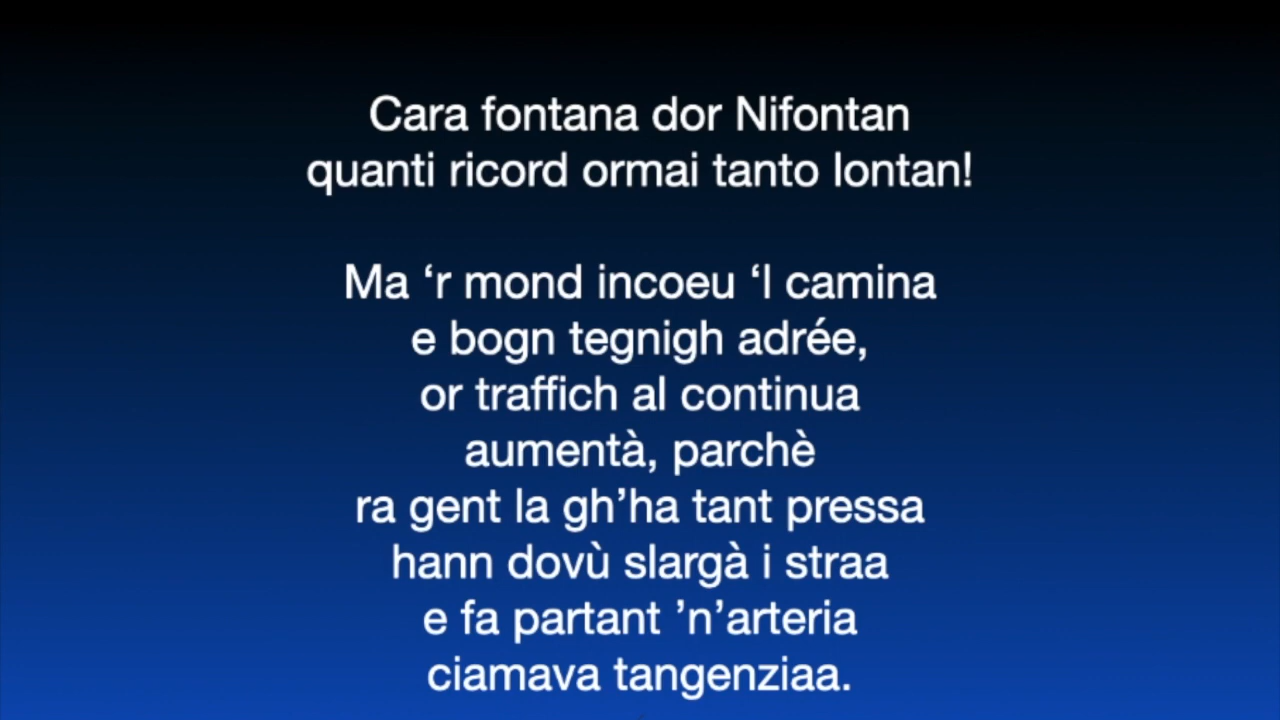 Cara fontana dor Nifontan
quanti ricord ormai tanto lontan!
Ma ‘r mond incoeu ‘l camina
e bogn tegnigh adrée,
or traffich al continua
aumentà, parchè
ra gent la gh’ha tant pressa
hann dovù slargà i straa
e fa partant ’n’arteria
ciamava tangenziaa.